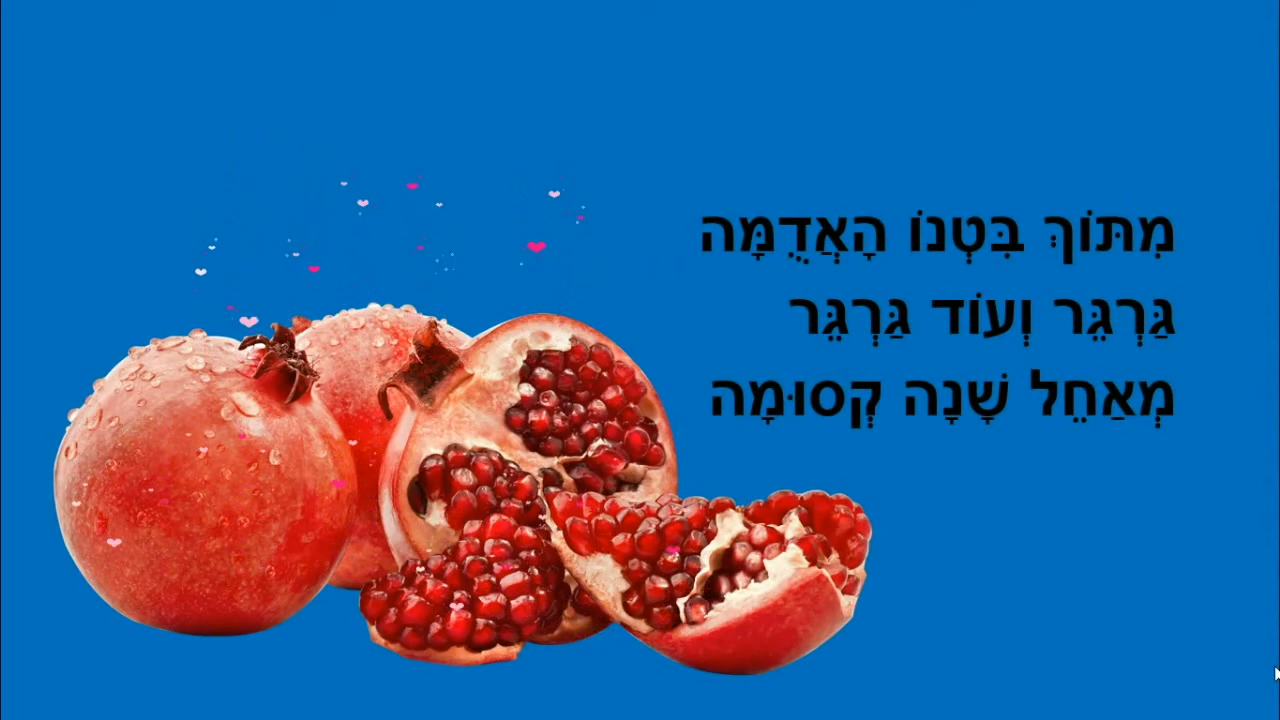 מִתּוֹךְ בִּטְנוֹ הָאֲדֻמָּה
גַּרְגֵּר וְעוֹד גַּרְגֵּר
מְאַחֵל שָׁנָה קְסוּמָה